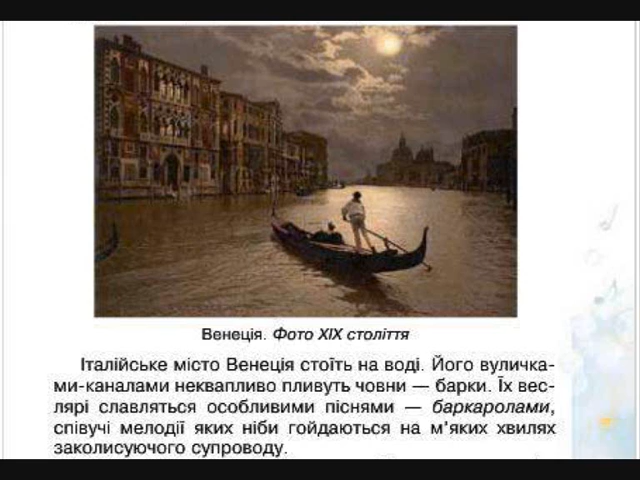 Венеція. Фото XIX століття
Італійське місто Венеція стоїть на воді. Його вуличка-
ми-каналами неквапливо пливуть човни — барки. Їх вес-
лярі славляться особливими піснями — баркаролами,
співучі мелодії яких ніби гойдаються на м’яких хвилях
заколисуючого супроводу.